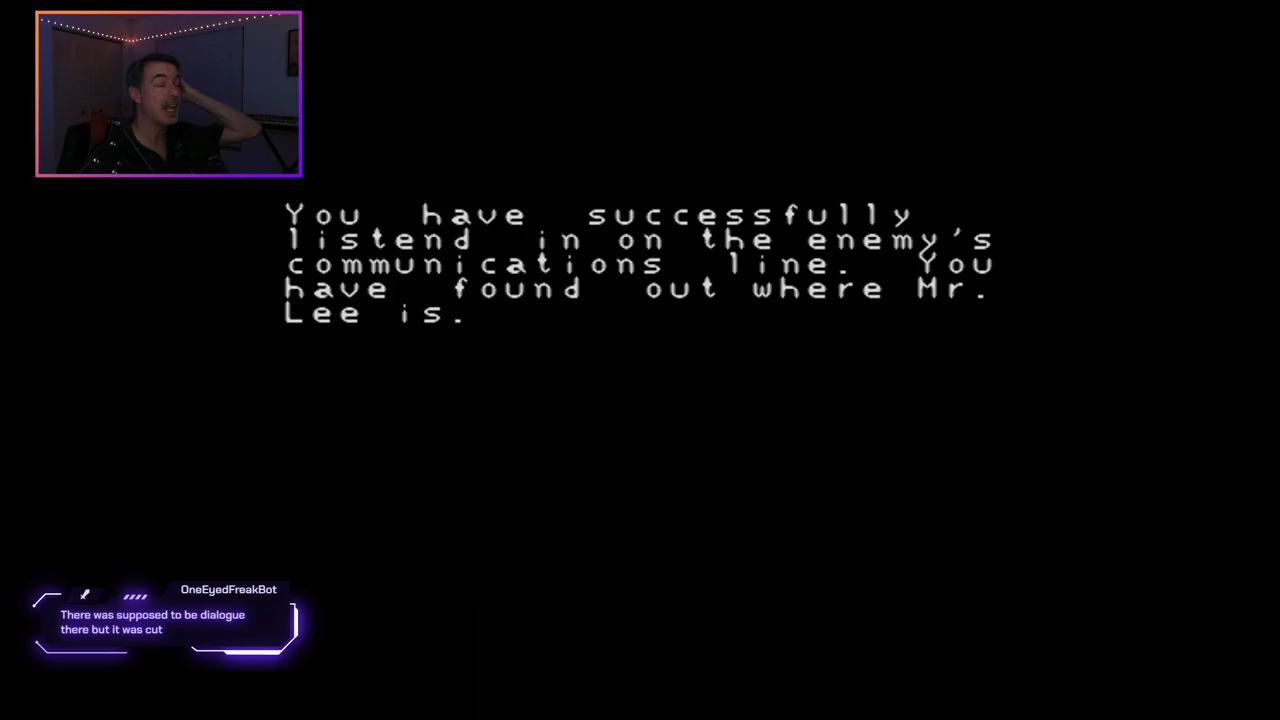 You have successfully
listend in on the enemy's
communications line. You
have found out where Mr.
Lee is.
OneEyedFreakBot
There was supposed to be dialogue
there but it was cut